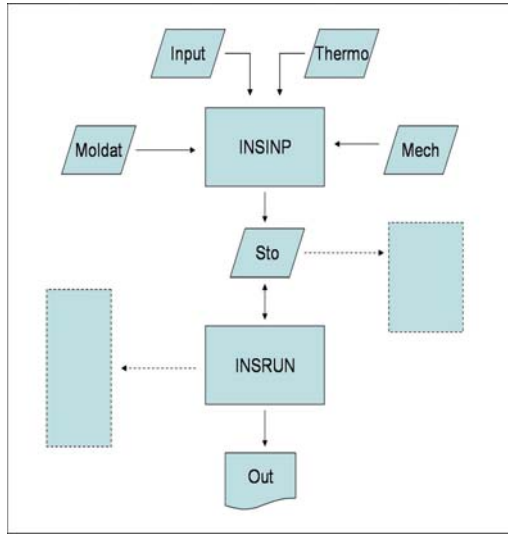 Input
Thermo
Moldat
INSINP
Mech
Sto
INSRUN
Out